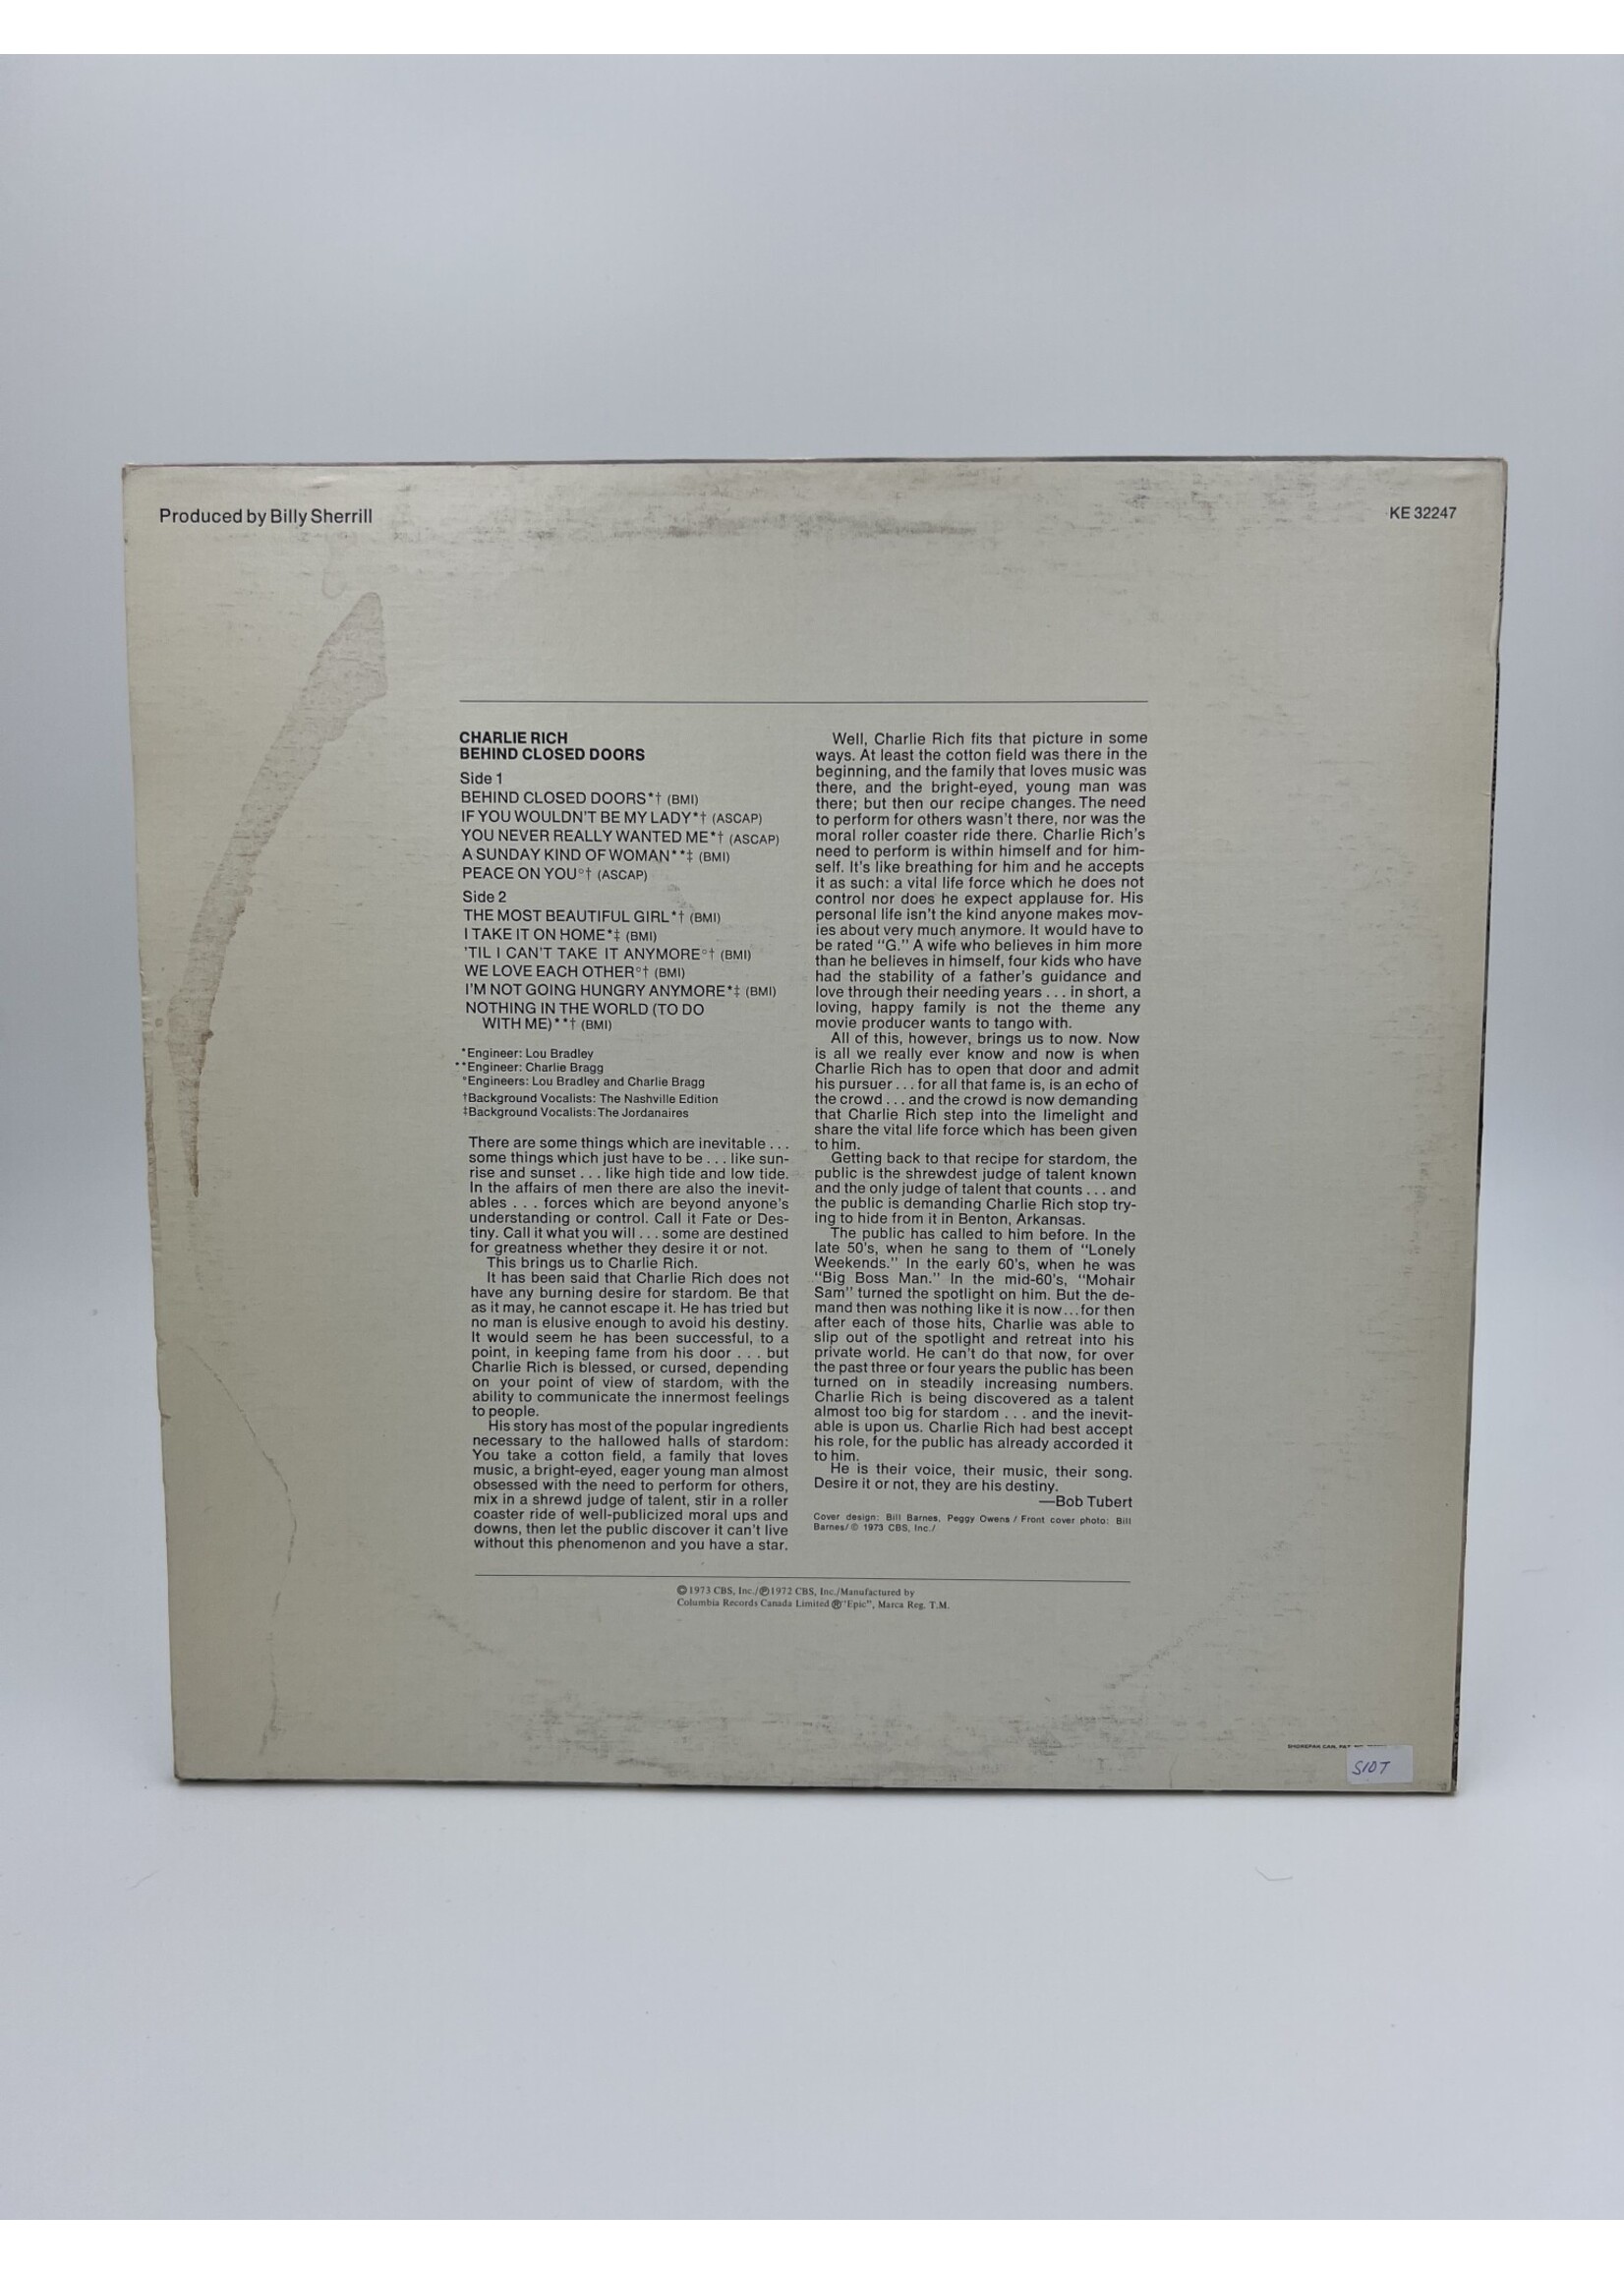 Produced by Billy Sherrill
KE 32247
CHARLIE RICH
BEHIND CLOSED DOORS
Side 1
BEHIND CLOSED DOORS*† (BMI)
IF YOU WOULDN'T BE MY LADY*† (ASCAP)
YOU NEVER REALLY WANTED ME*† (ASCAP)
A SUNDAY KIND OF WOMAN**‡ (BMI)
PEACE ON YOU°† (ASCAP)
Side 2
THE MOST BEAUTIFUL GIRL*† (BMI)
I TAKE IT ON HOME*‡ (BMI)
'TIL I CAN'T TAKE IT ANYMORE°† (BMI)
WE LOVE EACH OTHER°† (BMI)
I'M NOT GOING HUNGRY ANYMORE*‡ (BMI)
NOTHING IN THE WORLD (TO DO
WITH ME)**† (BMI)
*Engineer: Lou Bradley
**Engineer: Charlie Bragg
°Engineers: Lou Bradley and Charlie Bragg
†Background Vocalists: The Nashville Edition
‡Background Vocalists: The Jordanaires
There are some things which are inevitable . . .
some things which just have to be . . . like sun-
rise and sunset . . . like high tide and low tide.
In the affairs of men there are also the inevit-
ables . . . forces which are beyond anyone's
understanding or control. Call it Fate or Des-
tiny. Call it what you will . . . some are destined
for greatness whether they desire it or not.
This brings us to Charlie Rich.
It has been said that Charlie Rich does not
have any burning desire for stardom. Be that
as it may, he cannot escape it. He has tried but
no man is elusive enough to avoid his destiny.
It would seem he has been successful, to a
point, in keeping fame from his door . . . but
Charlie Rich is blessed, or cursed, depending
on your point of view of stardom, with the
ability to communicate the innermost feelings
to people.
His story has most of the popular ingredients
necessary to the hallowed halls of stardom:
You take a cotton field, a family that loves
music, a bright-eyed, eager young man almost
obsessed with the need to perform for others,
mix in a shrewd judge of talent, stir in a roller
coaster ride of well-publicized moral ups and
downs, then let the public discover it can't live
without this phenomenon and you have a star.
Well, Charlie Rich fits that picture in some
ways. At least the cotton field was there in the
beginning, and the family that loves music was
there, and the bright-eyed, young man was
there; but then our recipe changes. The need
to perform for others wasn't there, nor was the
moral roller coaster ride there. Charlie Rich's
need to perform is within himself and for him-
self. It's like breathing for him and he accepts
it as such: a vital life force which he does not
control nor does he expect applause for. His
personal life isn't the kind anyone makes mov-
ies about very much anymore. It would have to
be rated "G." A wife who believes in him more
than he believes in himself, four kids who have
had the stability of a father's guidance and
love through their needing years . . . in short, a
loving, happy family is not the theme any
movie producer wants to tango with.
All of this, however, brings us to now. Now
is all we really ever know and now is when
Charlie Rich has to open that door and admit
his pursuer . . . for all that fame is, is an echo of
the crowd . . . and the crowd is now demanding
that Charlie Rich step into the limelight and
share the vital life force which has been given
to him.
Getting back to that recipe for stardom, the
public is the shrewdest judge of talent known
and the only judge of talent that counts . . . and
the public is demanding Charlie Rich stop try-
ing to hide from it in Benton, Arkansas.
The public has called to him before. In the
late 50's, when he sang to them of "Lonely
Weekends." In the early 60's, when he was
"Big Boss Man." In the mid-60's, "Mohair
Sam" turned the spotlight on him. But the de-
mand then was nothing like it is now...for then
after each of those hits, Charlie was able to
slip out of the spotlight and retreat into his
private world. He can't do that now, for over
the past three or four years the public has been
turned on in steadily increasing numbers.
Charlie Rich is being discovered as a talent
almost too big for stardom . . . and the inevit-
able is upon us. Charlie Rich had best accept
his role, for the public has already accorded it
to him.
He is their voice, their music, their song.
Desire it or not, they are his destiny.
—Bob Tubert
Cover design: Bill Barnes, Peggy Owens / Front cover photo: Bill
Barnes/ © 1973 CBS, Inc./
©1973 CBS, Inc./℗1972 CBS, Inc./Manufactured by
Columbia Records Canada Limited ®"Epic", Marca Reg. T.M.
SHOREPAK CAN. PAT.
S10T